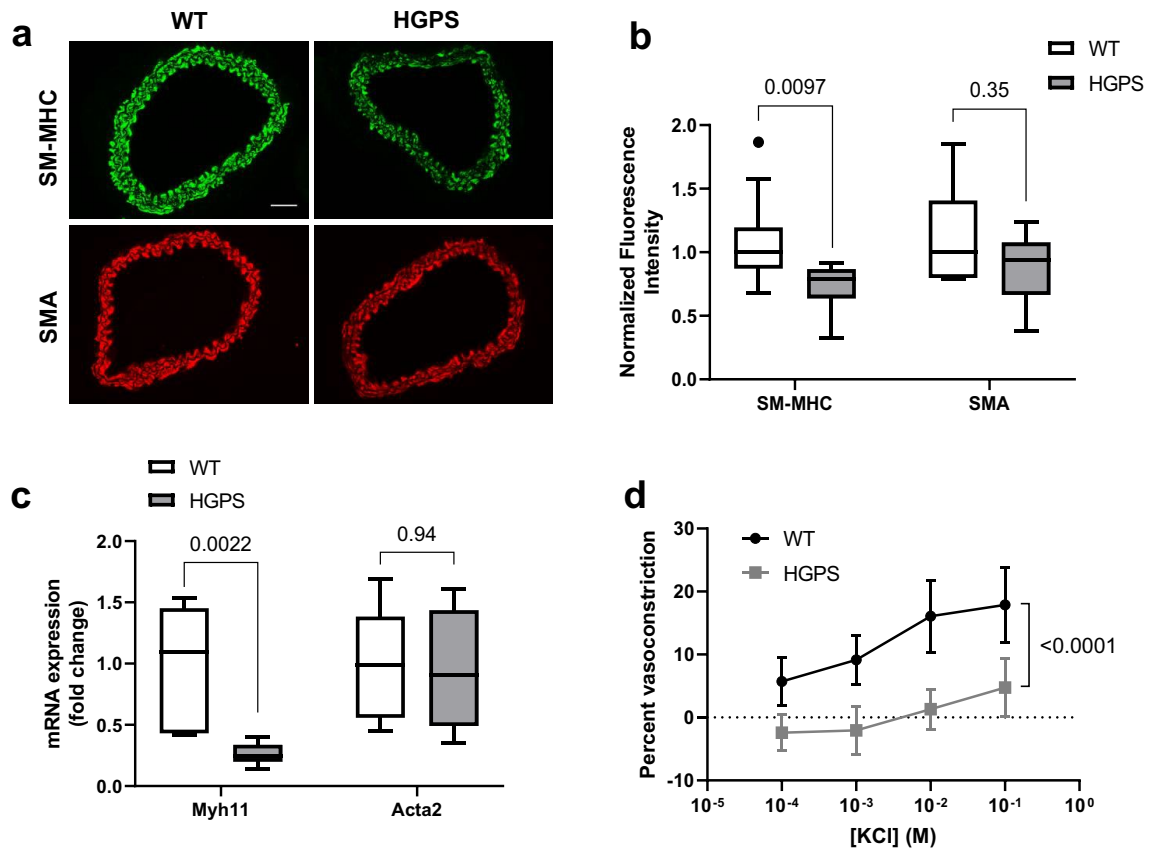 a
WT
HGPS
SM-MHC
SMA
b
WT
HGPS
0.0097
0.35
Normalized Fluorescence
Intensity
2.0
1.5
1.0
0.5
0.0
SM-MHC
SMA
c
WT
HGPS
0.0022
0.94
mRNA expression
(fold change)
2.0
1.5
1.0
0.5
0.0
Myh11
Acta2
d
WT
HGPS
<0.0001
Percent vasoconstriction
30
20
10
0
-10
10⁻⁵
10⁻⁴
10⁻³
10⁻²
10⁻¹
10⁰
[KCl] (M)